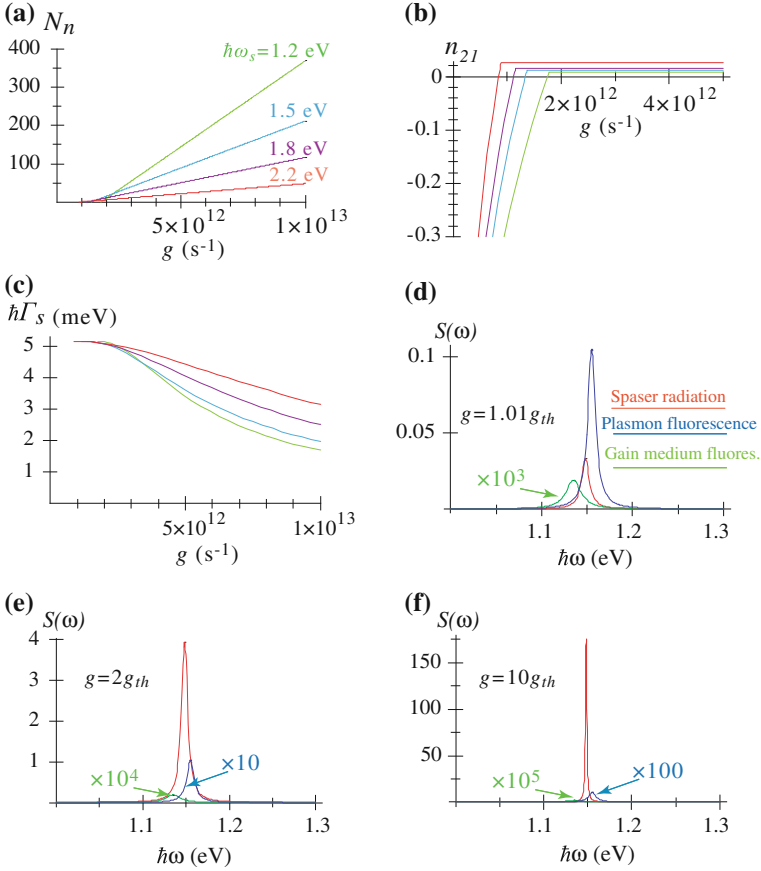 (a)
Nₙ
400
300
200
100
ħωₛ=1.2 eV
1.5 eV
1.8 eV
2.2 eV
5×10¹² 1×10¹³
g (s⁻¹)
(b)
n₂₁
0
-0.1
-0.2
-0.3
2×10¹² 4×10¹²
g (s⁻¹)
(c)
ħΓₛ (meV)
5
4
3
2
1
5×10¹² 1×10¹³
g (s⁻¹)
(d)
S(ω)
0.1
0.05
g=1.01gₜₕ
×10³
Spaser radiation
Plasmon fluorescence
Gain medium fluores.
1.1 1.2 1.3
ħω (eV)
(e)
S(ω)
4
3
2
1
g=2gₜₕ
×10⁴
×10
1.1 1.2 1.3
ħω (eV)
(f)
S(ω)
150
100
50
g=10gₜₕ
×10⁵
×100
1.1 1.2 1.3
ħω (eV)